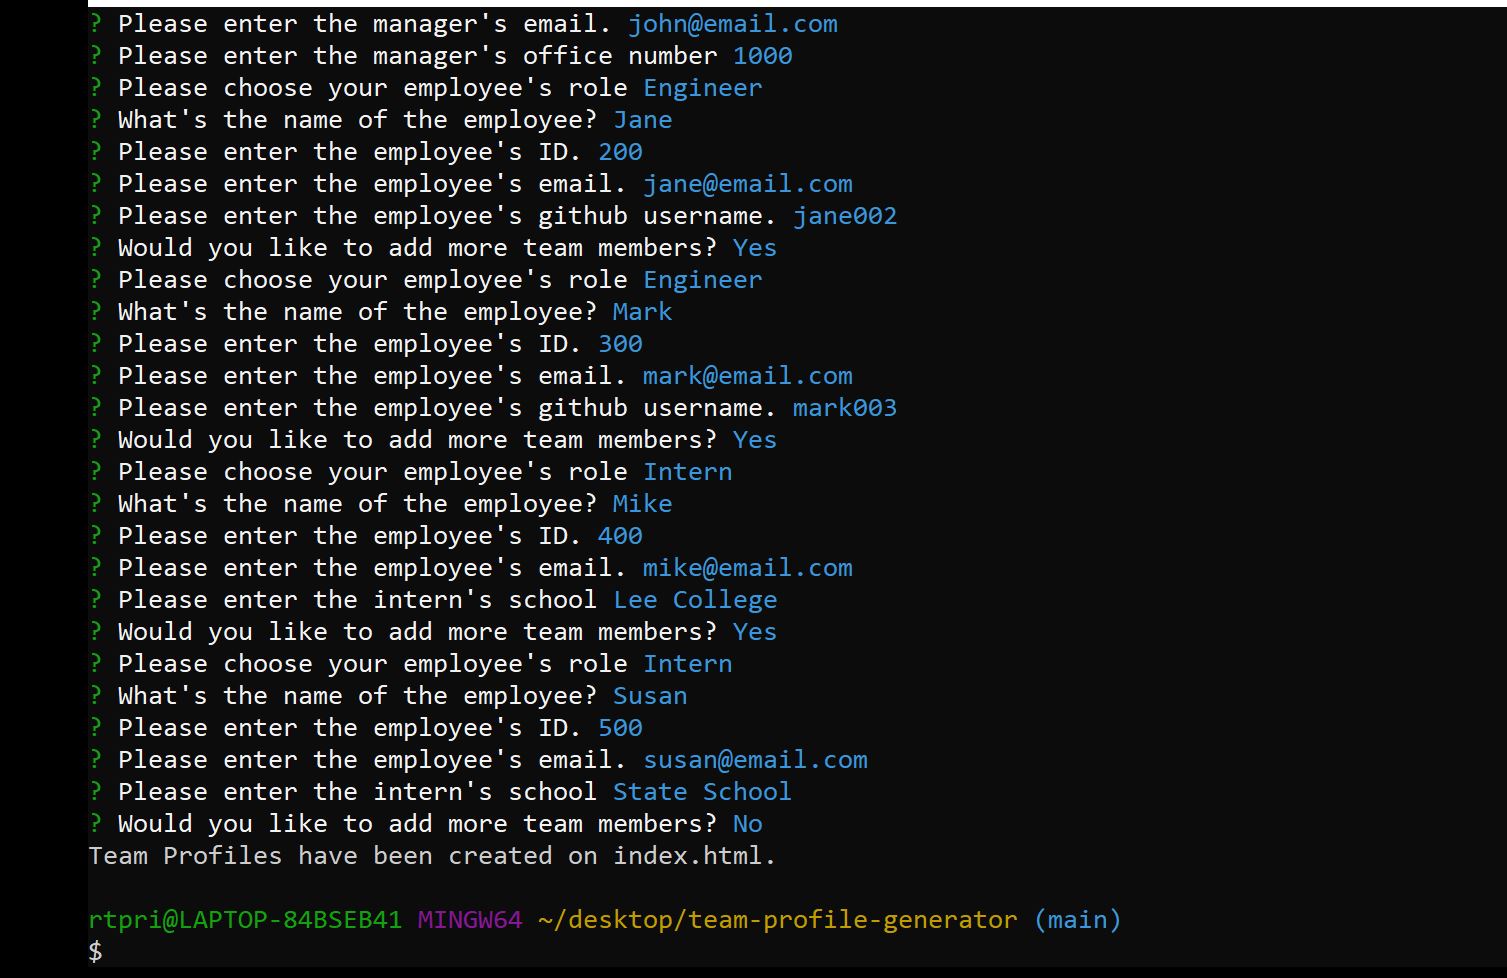 ? Please enter the manager's email. john@email.com
? Please enter the manager's office number 1000
? Please choose your employee's role Engineer
? What's the name of the employee? Jane
? Please enter the employee's ID. 200
? Please enter the employee's email. jane@email.com
? Please enter the employee's github username. jane002
? Would you like to add more team members? Yes
? Please choose your employee's role Engineer
? What's the name of the employee? Mark
? Please enter the employee's ID. 300
? Please enter the employee's email. mark@email.com
? Please enter the employee's github username. mark003
? Would you like to add more team members? Yes
? Please choose your employee's role Intern
? What's the name of the employee? Mike
? Please enter the employee's ID. 400
? Please enter the employee's email. mike@email.com
? Please enter the intern's school Lee College
? Would you like to add more team members? Yes
? Please choose your employee's role Intern
? What's the name of the employee? Susan
? Please enter the employee's ID. 500
? Please enter the employee's email. susan@email.com
? Please enter the intern's school State School
? Would you like to add more team members? No
Team Profiles have been created on index.html.
rtpri@LAPTOP-84BSEB41 MINGW64 ~/desktop/team-profile-generator (main)
$